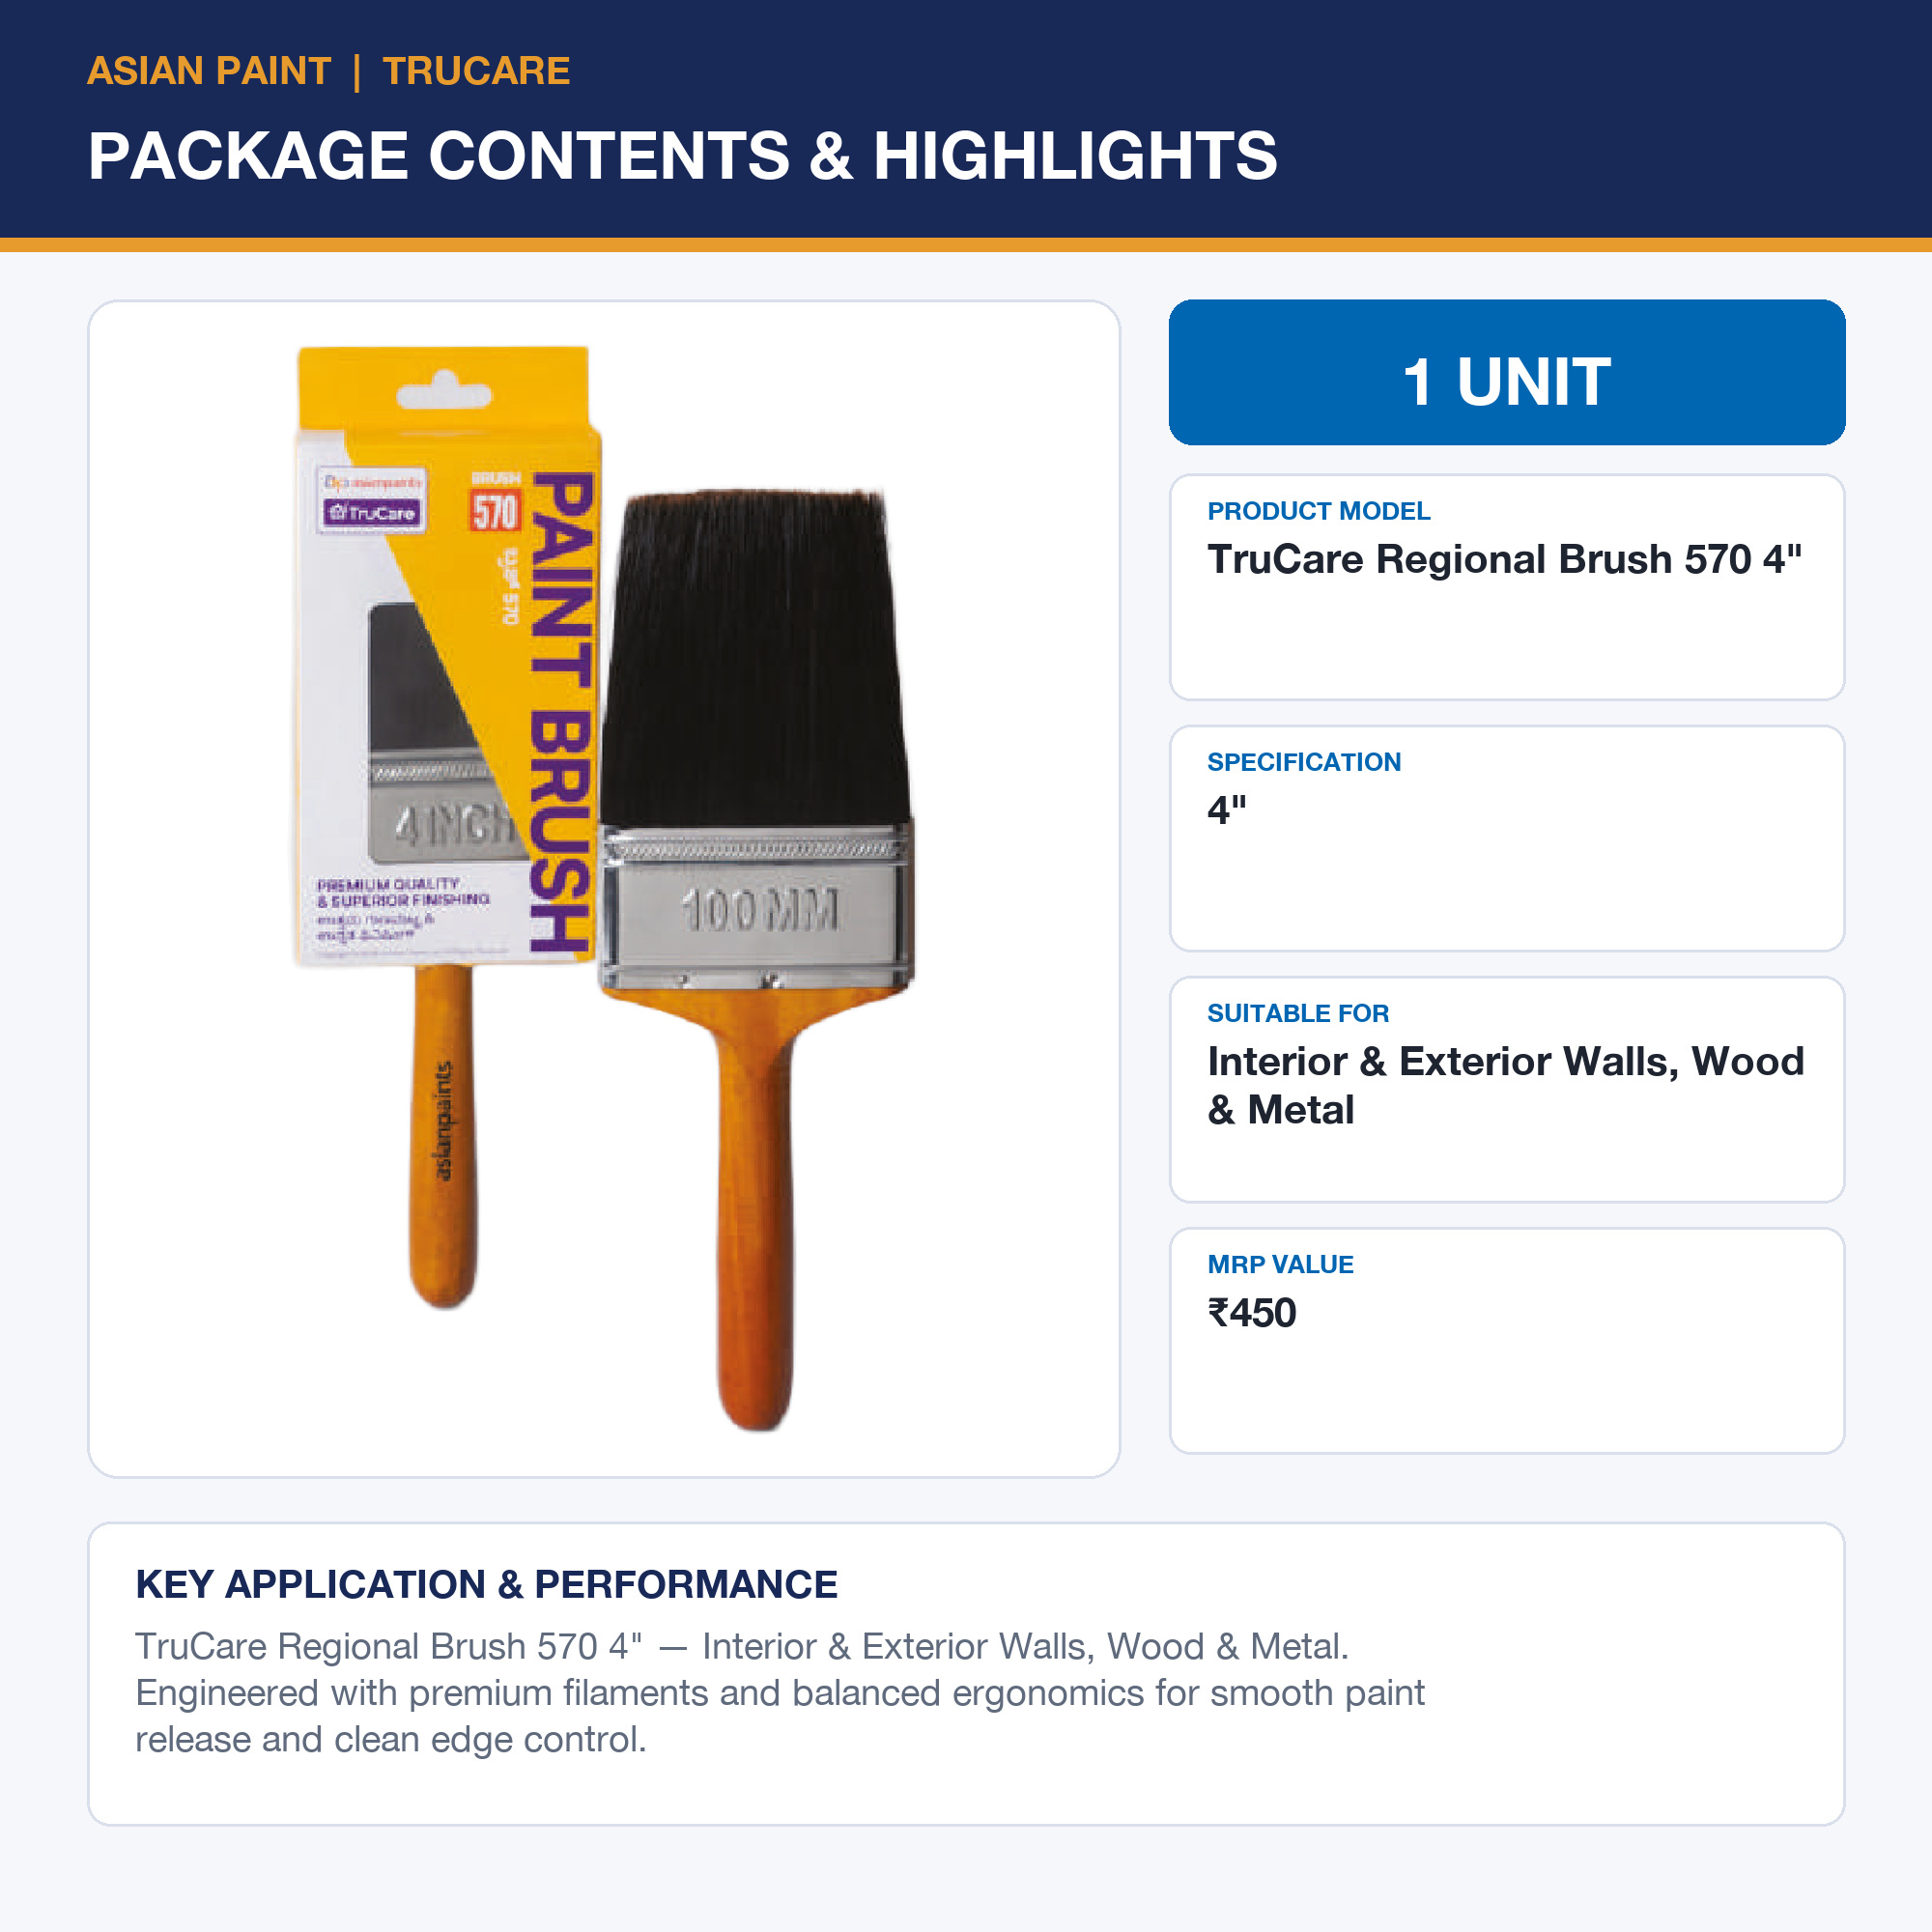 ASIAN PAINT | TRUCARE
PACKAGE CONTENTS & HIGHLIGHTS
asianpaints
TruCare
BRUSH
570
PAINT BRUSH
4 INCH
PREMIUM QUALITY
& SUPERIOR FINISHING
asianpaints
100 MM
1 UNIT
PRODUCT MODEL
TruCare Regional Brush 570 4"
SPECIFICATION
4"
SUITABLE FOR
Interior & Exterior Walls, Wood
& Metal
MRP VALUE
₹450
KEY APPLICATION & PERFORMANCE
TruCare Regional Brush 570 4" — Interior & Exterior Walls, Wood & Metal.
Engineered with premium filaments and balanced ergonomics for smooth paint
release and clean edge control.